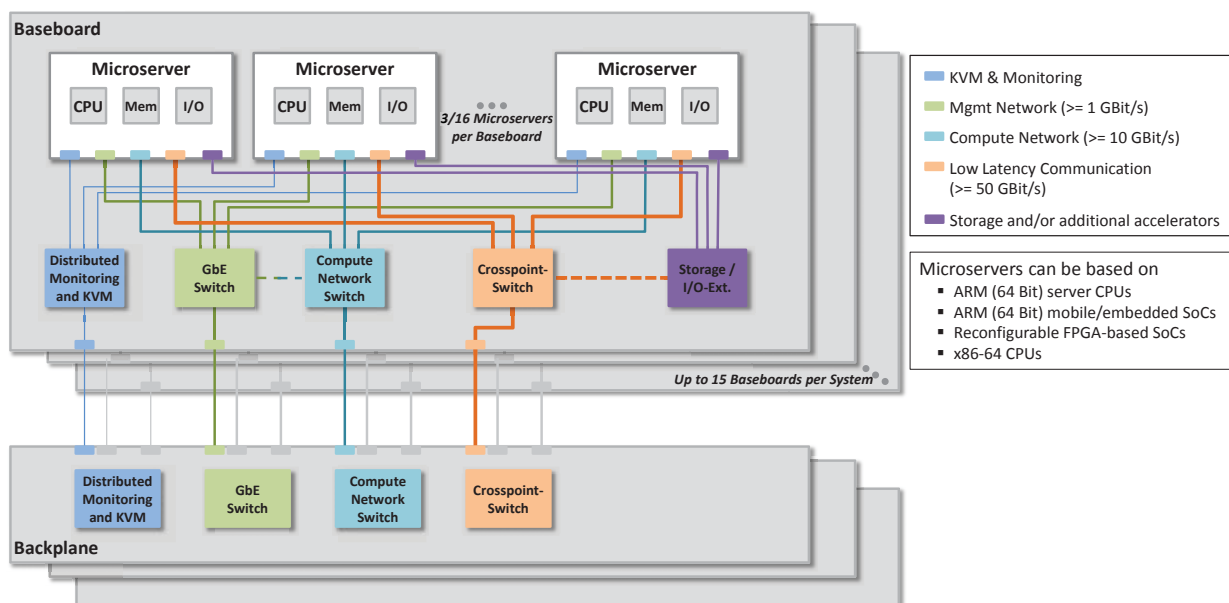 Baseboard
Microserver
CPU
Mem
I/O
Microserver
CPU
Mem
I/O
3/16 Microservers
per Baseboard
Microserver
CPU
Mem
I/O
Distributed
Monitoring
and KVM
GbE
Switch
Compute
Network
Switch
Crosspoint-
Switch
Storage /
I/O-Ext.
Up to 15 Baseboards per System
Distributed
Monitoring
and KVM
GbE
Switch
Compute
Network
Switch
Crosspoint-
Switch
Backplane
KVM & Monitoring
Mgmt Network (>= 1 GBit/s)
Compute Network (>= 10 GBit/s)
Low Latency Communication
(>= 50 GBit/s)
Storage and/or additional accelerators
Microservers can be based on
▪ ARM (64 Bit) server CPUs
▪ ARM (64 Bit) mobile/embedded SoCs
▪ Reconfigurable FPGA-based SoCs
▪ x86-64 CPUs